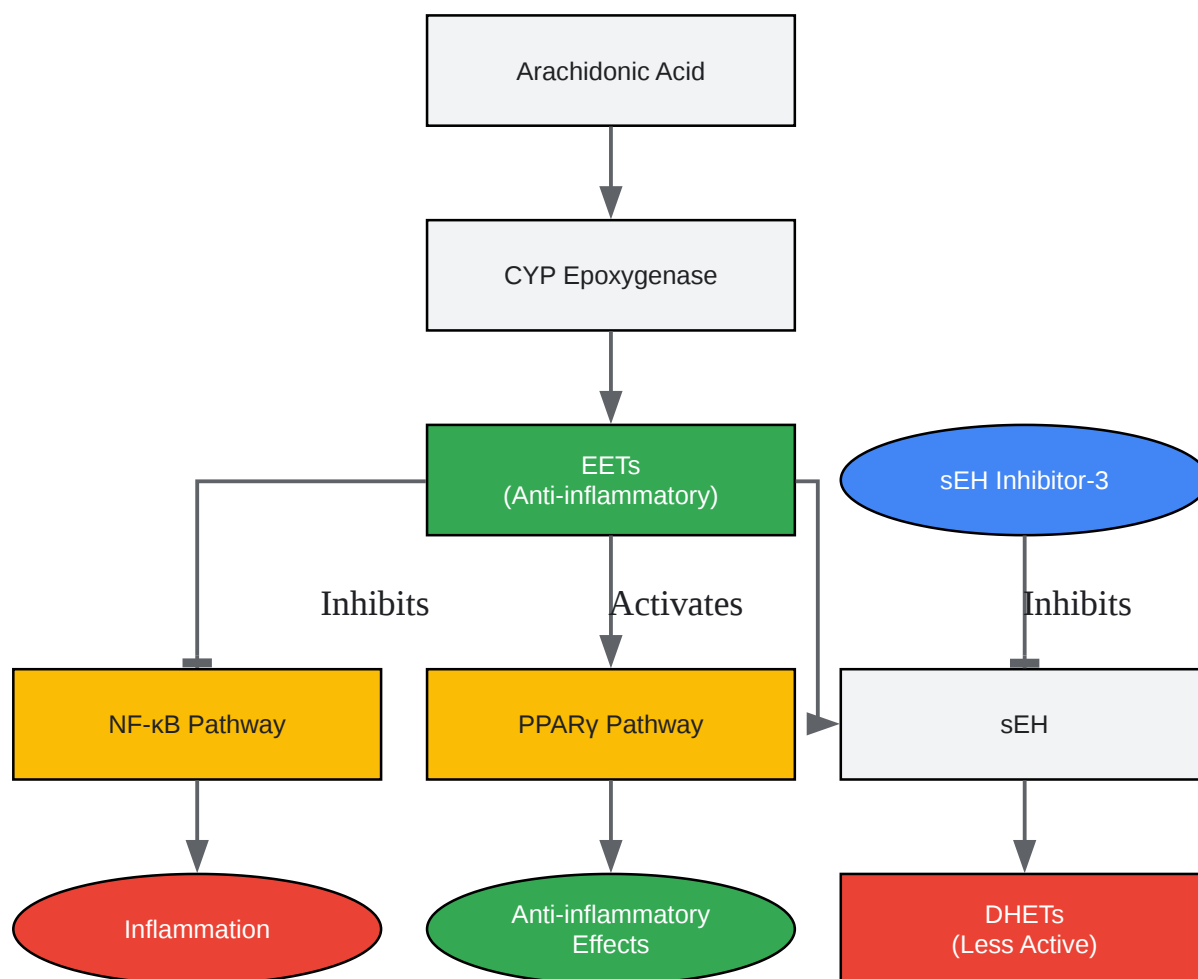 Arachidonic Acid
CYP Epoxygenase
EETs
(Anti-inflammatory)
sEH Inhibitor-3
Inhibits
Activates
Inhibits
NF-κB Pathway
PPARγ Pathway
sEH
Inflammation
Anti-inflammatory
Effects
DHETs
(Less Active)